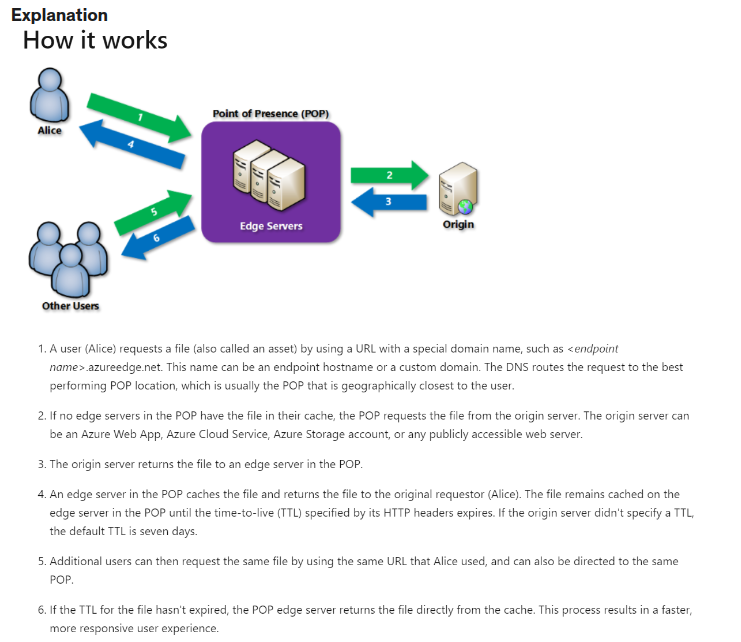 Explanation
How it works
Point of Presence (POP)
1
Alice
4
2
5
3
6
Edge Servers
Origin
Other Users
1. A user (Alice) requests a file (also called an asset) by using a URL with a special domain name, such as <endpoint
name>.azureedge.net. This name can be an endpoint hostname or a custom domain. The DNS routes the request to the best
performing POP location, which is usually the POP that is geographically closest to the user.
2. If no edge servers in the POP have the file in their cache, the POP requests the file from the origin server. The origin server can
be an Azure Web App, Azure Cloud Service, Azure Storage account, or any publicly accessible web server.
3. The origin server returns the file to an edge server in the POP.
4. An edge server in the POP caches the file and returns the file to the original requestor (Alice). The file remains cached on the
edge server in the POP until the time-to-live (TTL) specified by its HTTP headers expires. If the origin server didn't specify a TTL,
the default TTL is seven days.
5. Additional users can then request the same file by using the same URL that Alice used, and can also be directed to the same
POP.
6. If the TTL for the file hasn't expired, the POP edge server returns the file directly from the cache. This process results in a faster,
more responsive user experience.